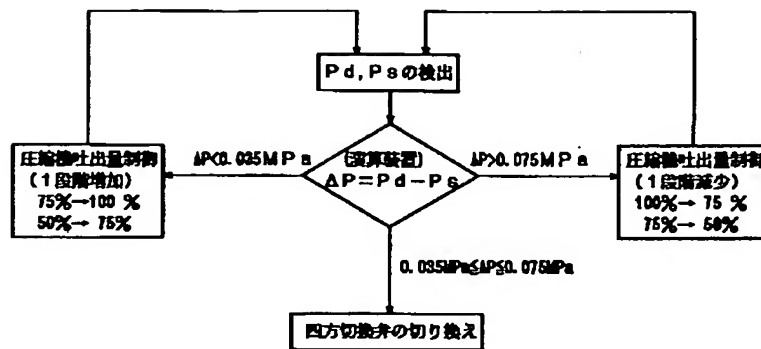 Ｐｄ,Ｐｓの検出
圧縮機吐出量制御
(１段階増加)
75%→100 %
50%→ 75%
ΔP<0.035ＭＰａ
(演算装置)
ΔＰ＝Ｐｄ－Ｐｓ
ΔP>0.075ＭＰａ
圧縮機吐出量制御
(１段階減少)
100%→ 75 %
75%→ 50%
0.035MPa≦ΔP≦0.075MPa
四方切換弁の切り換え